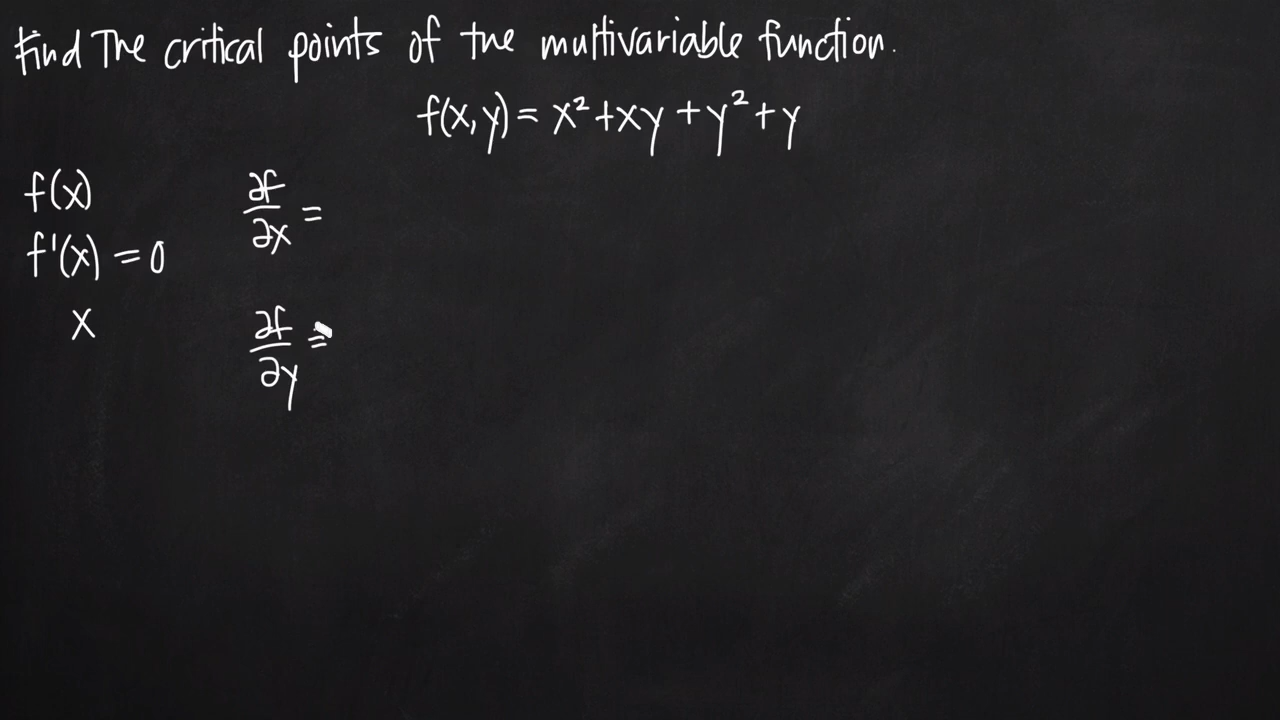 Find The critical points of the multivariable function.
f(x,y) = x² + xy + y² + y
f(x)
f'(x) = 0
x
∂f/∂x =
∂f/∂y =